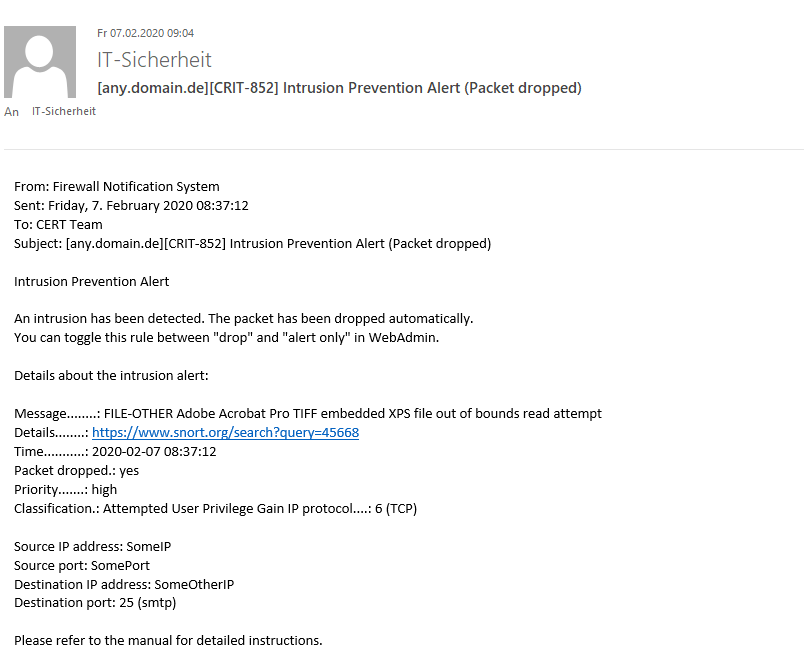 Fr 07.02.2020 09:04
IT-Sicherheit
[any.domain.de][CRIT-852] Intrusion Prevention Alert (Packet dropped)
An IT-Sicherheit
From: Firewall Notification System
Sent: Friday, 7. February 2020 08:37:12
To: CERT Team
Subject: [any.domain.de][CRIT-852] Intrusion Prevention Alert (Packet dropped)
Intrusion Prevention Alert
An intrusion has been detected. The packet has been dropped automatically.
You can toggle this rule between "drop" and "alert only" in WebAdmin.
Details about the intrusion alert:
Message........: FILE-OTHER Adobe Acrobat Pro TIFF embedded XPS file out of bounds read attempt
Details........: https://www.snort.org/search?query=45668
Time...........: 2020-02-07 08:37:12
Packet dropped.: yes
Priority.......: high
Classification.: Attempted User Privilege Gain IP protocol....: 6 (TCP)
Source IP address: SomeIP
Source port: SomePort
Destination IP address: SomeOtherIP
Destination port: 25 (smtp)
Please refer to the manual for detailed instructions.